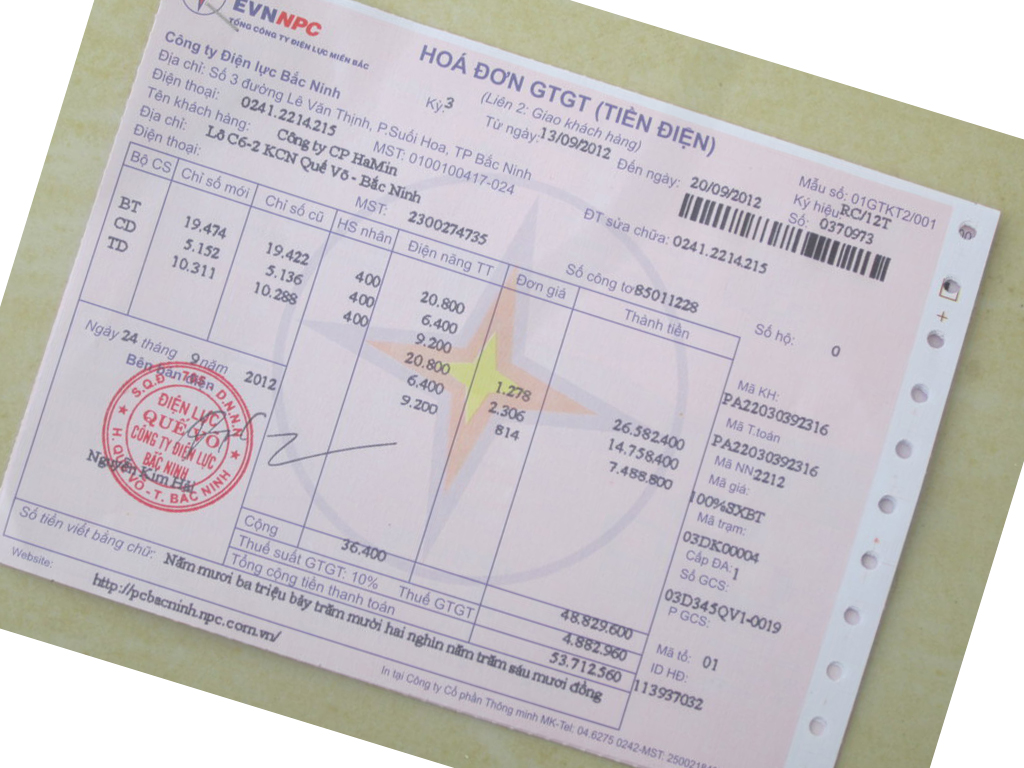 EVNNPC
TỔNG CÔNG TY ĐIỆN LỰC MIỀN BẮC
HOÁ ĐƠN GTGT (TIỀN ĐIỆN)
(Liên 2: Giao khách hàng)
Kỳ: 3 Từ ngày: 13/09/2012 Đến ngày: 20/09/2012
Mẫu số: 01GTKT2/001
Ký hiệu: RC/12T
Số: 0370973
Công ty Điện lực Bắc Ninh
Địa chỉ: Số 3 đường Lê Văn Thịnh, P.Suối Hoa, TP Bắc Ninh
Điện thoại: 0241.2214.215 MST: 0100100417-024 ĐT sửa chữa: 0241.2214.215
Tên khách hàng: Công ty CP HaMin
Địa chỉ: Lô C6-2 KCN Quế Võ - Bắc Ninh
Điện thoại: MST: 2300274735 Số công tơ: 85011228 Số hộ: 0
Bộ CS Chỉ số mới Chỉ số cũ HS nhân Điện năng TT Đơn giá Thành tiền
BT 19.474 19.422 400 20.800
CD 5.152 5.136 400 6.400
TD 10.311 10.288 400 9.200
20.800 1.278 26.582.400
6.400 2.306 14.758.400
9.200 814 7.488.800
Mã KH:
PA22030392316
Mã T.toán
PA22030392316
Mã NN: 2212
Mã giá:
100%SXBT
Mã trạm:
03DK00004
Cấp ĐA: 1
Số GCS:
03D345QV1-0019
P GCS:
Mã tổ: 01
ID HĐ:
113937032
Ngày 24 tháng 9 năm 2012
Bên bán điện
ĐIỆN LỰC
QUẾ VÕ
CÔNG TY ĐIỆN LỰC
BẮC NINH
H. QUẾ VÕ - T. BẮC NINH
Nguyễn Kim Hải
Cộng 36.400 48.829.600
Thuế suất GTGT: 10% Thuế GTGT 4.882.960
Tổng cộng tiền thanh toán 53.712.560
Số tiền viết bằng chữ: Năm mươi ba triệu bảy trăm mười hai nghìn năm trăm sáu mươi đồng
Website: http://pcbacninh.npc.com.vn/
In tại Công ty Cổ phần Thông minh MK-Tel: 04.6275 0242-MST: